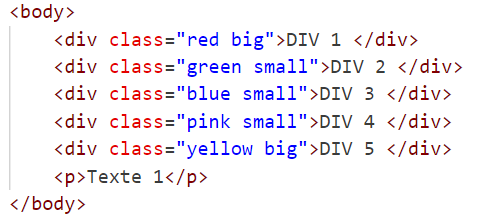 <body>
<div class="red big">DIV 1 </div>
<div class="green small">DIV 2 </div>
<div class="blue small">DIV 3 </div>
<div class="pink small">DIV 4 </div>
<div class="yellow big">DIV 5 </div>
<p>Texte 1</p>
</body>